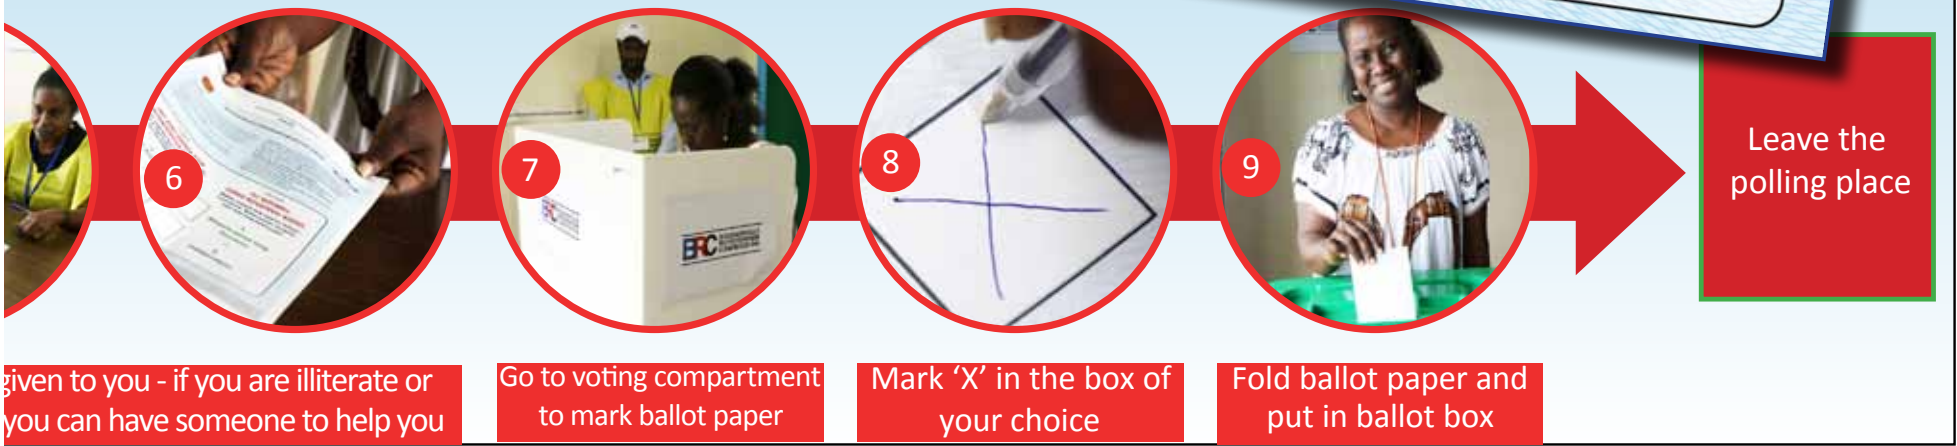 6
7
8
9
BRC
Leave the
polling place
given to you - if you are illiterate or
you can have someone to help you
Go to voting compartment
to mark ballot paper
Mark ‘X’ in the box of
your choice
Fold ballot paper and
put in ballot box